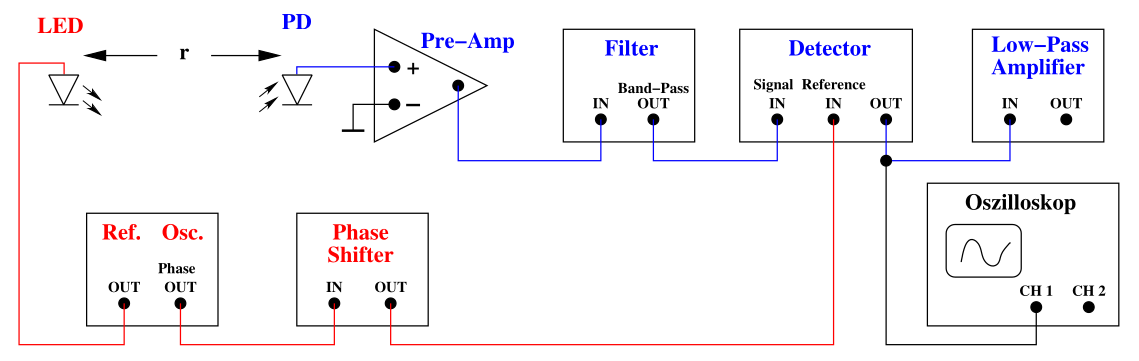 LED
r
PD
+
−
Pre−Amp
Filter
Band−Pass
IN
OUT
Detector
Signal Reference
IN
IN
OUT
Low−Pass
Amplifier
IN
OUT
Ref. Osc.
Phase
OUT
OUT
Phase
Shifter
IN
OUT
Oszilloskop
CH 1
CH 2